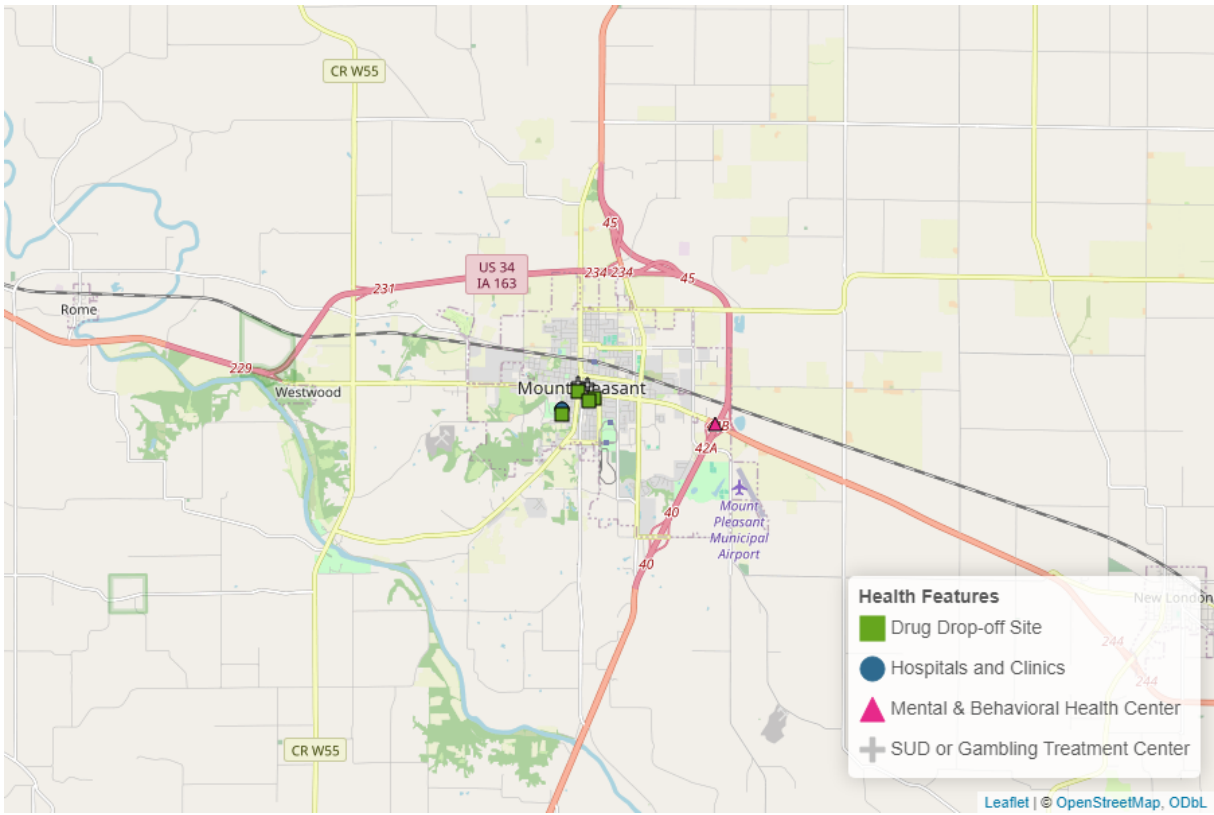 CR W55
45
US 34
IA 163
234
234
45
231
Rome
229
Westwood
Mount Pleasant
42A
40
Mount
Pleasant
Municipal
Airport
40
Health Features
Drug Drop-off Site
Hospitals and Clinics
Mental & Behavioral Health Center
SUD or Gambling Treatment Center
New London
244
244
CR W55
Leaflet | © OpenStreetMap, ODbL